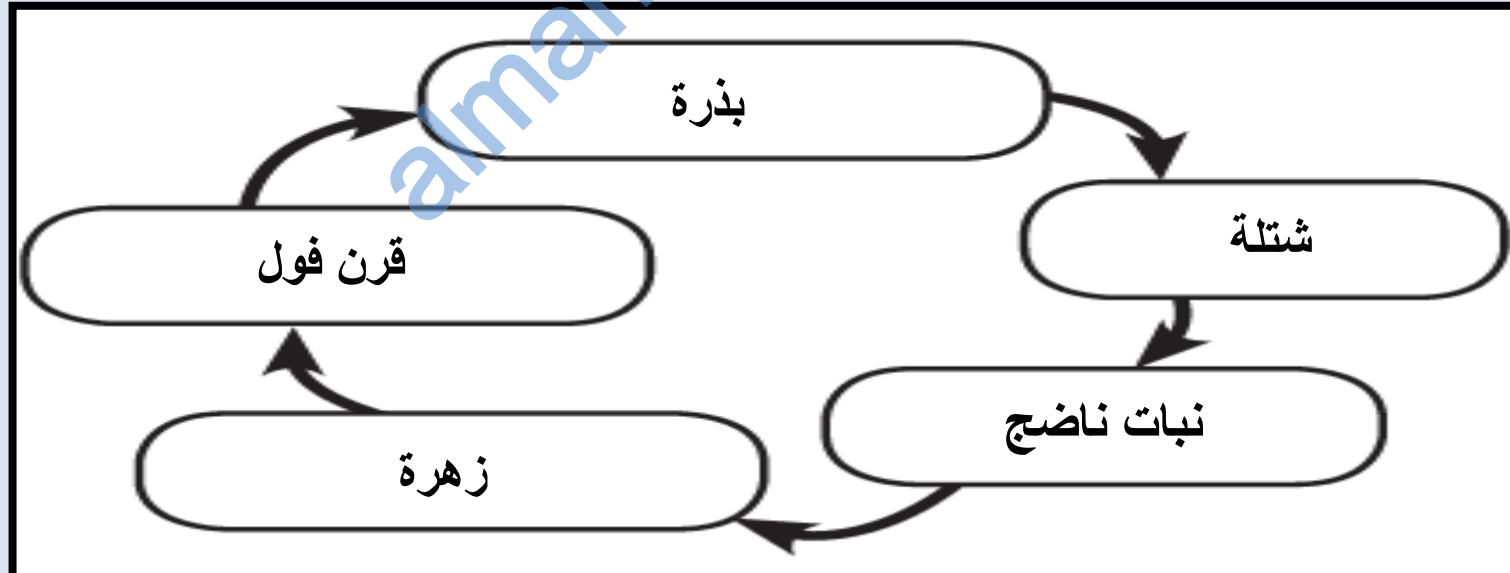 بذرة
شتلة
قرن فول
نبات ناضج
زهرة